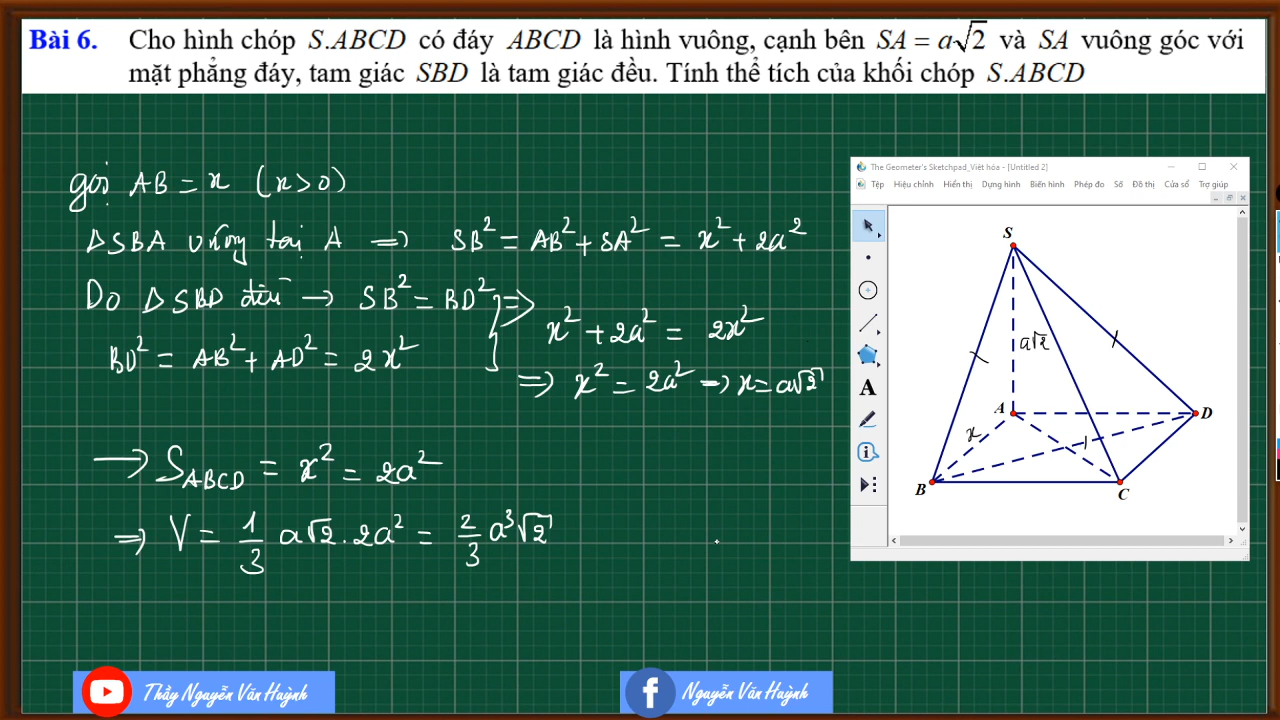 Bài 6. Cho hình chóp S.ABCD có đáy ABCD là hình vuông, cạnh bên SA = a√2 và SA vuông góc với
mặt phẳng đáy, tam giác SBD là tam giác đều. Tính thể tích của khối chóp S.ABCD
gọi AB = x (x > 0)
ΔSBA vuông tại A => SB² = AB² + SA² = x² + 2a²
Do ΔSBD đều → SB² = BD²
BD² = AB² + AD² = 2x²
=> x² + 2a² = 2x²
=> x² = 2a² → x = a√2
→ S_ABCD = x² = 2a²
=> V = 1/3 a√2 . 2a² = 2/3 a³√2
The Geometer's Sketchpad_Việt hóa - [Untitled 2]
Tệp Hiệu chỉnh Hiển thị Dựng hình Biến hình Phép đo Số Đồ thị Cửa sổ Trợ giúp
S
a√2
A
D
x
B
C
A
i
Thầy Nguyễn Văn Huỳnh
f Nguyễn Văn Huỳnh